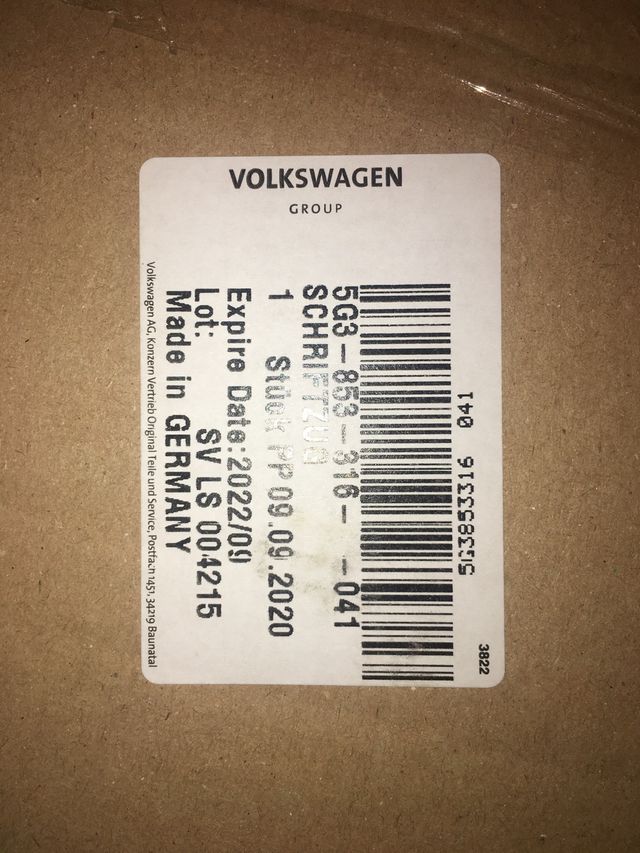 VOLKSWAGEN
GROUP
5G3853316 041
5G3-853-316- -041
SCHRIFTZUG
1 Stück PP 09.09.2020
Expire Date:2022/09
Lot: SV LS 004215
Made in GERMANY
Volkswagen AG, Konzern Vertrieb Original Teile und Service, Postfach 1451, 34219 Baunatal
3822